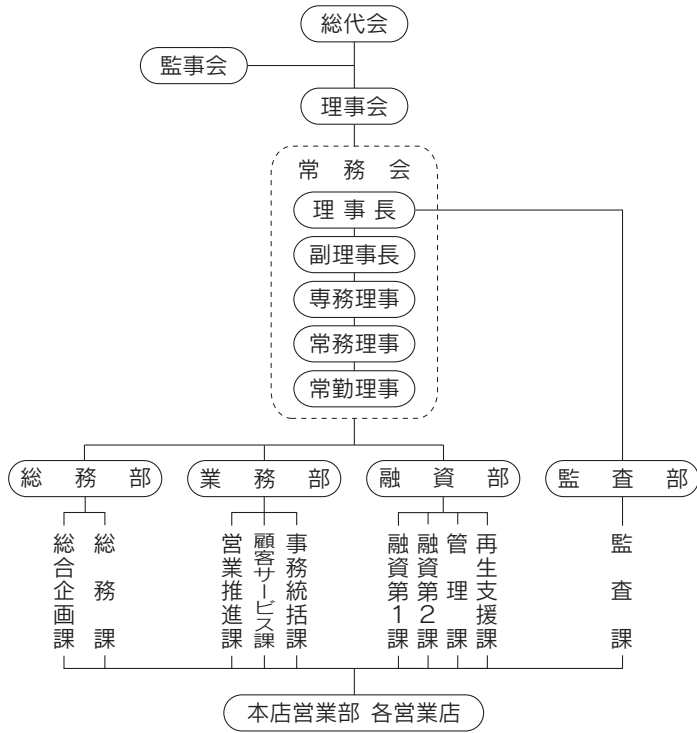 総代会
監事会
理事会
常務会
理事長
副理事長
専務理事
常務理事
常勤理事
総務部
業務部
融資部
監査部
総合企画課
総務課
営業推進課
顧客サービス課
事務統括課
融資第1課
融資第2課
管理課
再生支援課
監査課
本店営業部 各営業店